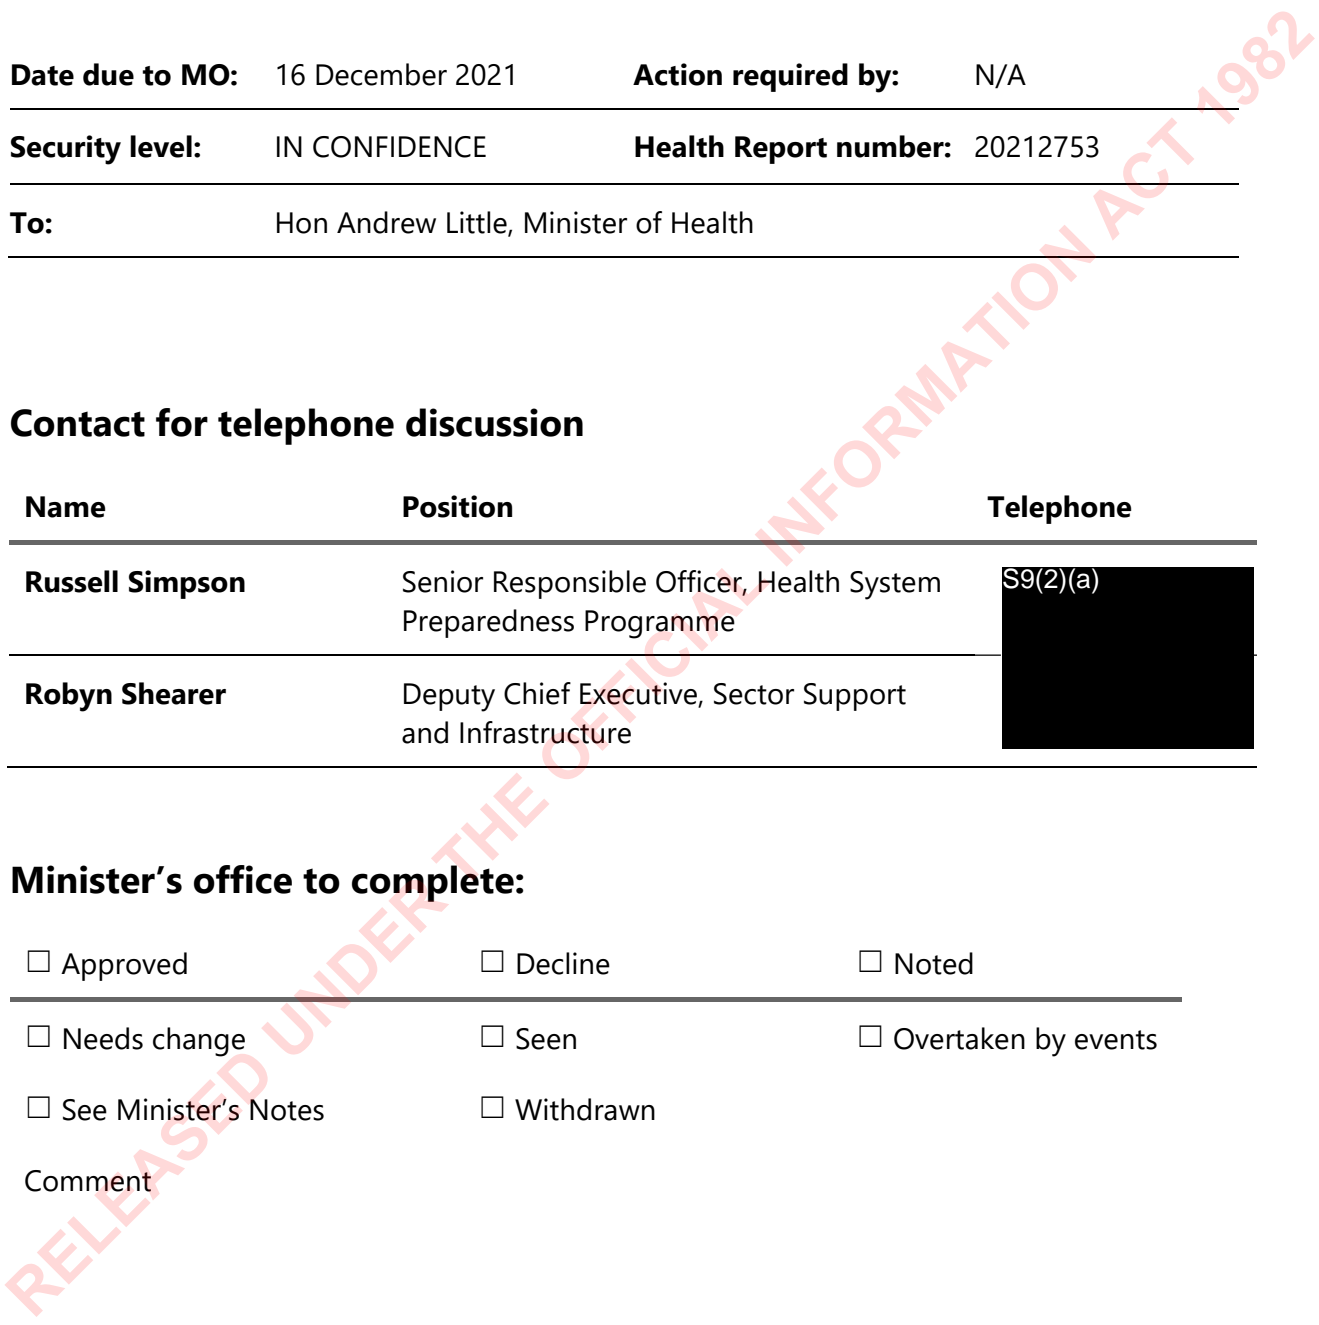 Date due to MO: 16 December 2021 Action required by: N/A
Security level: IN CONFIDENCE Health Report number: 20212753
To: Hon Andrew Little, Minister of Health
Contact for telephone discussion
Name Position Telephone
Russell Simpson Senior Responsible Officer, Health System S9(2)(a)
Preparedness Programme
Robyn Shearer Deputy Chief Executive, Sector Support
and Infrastructure
Minister’s office to complete:
☐ Approved ☐ Decline ☐ Noted
☐ Needs change ☐ Seen ☐ Overtaken by events
☐ See Minister’s Notes ☐ Withdrawn
Comment
RELEASED UNDER THE OFFICIAL INFORMATION ACT 1982